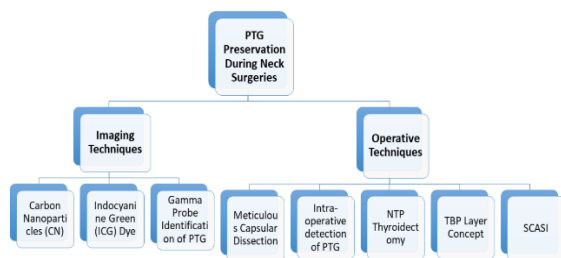 PTG
Preservation
During Neck
Surgeries
Imaging
Techniques
Operative
Techniques
Carbon
Nanoparti
cles (CN)
Indocyani
ne Green
(ICG) Dye
Gamma
Probe
Identificati
on of PTG
Meticulou
s Capsular
Dissection
Intra-
operative
detection
of PTG
NTP
Thyroidect
omy
TBP Layer
Concept
SCASI